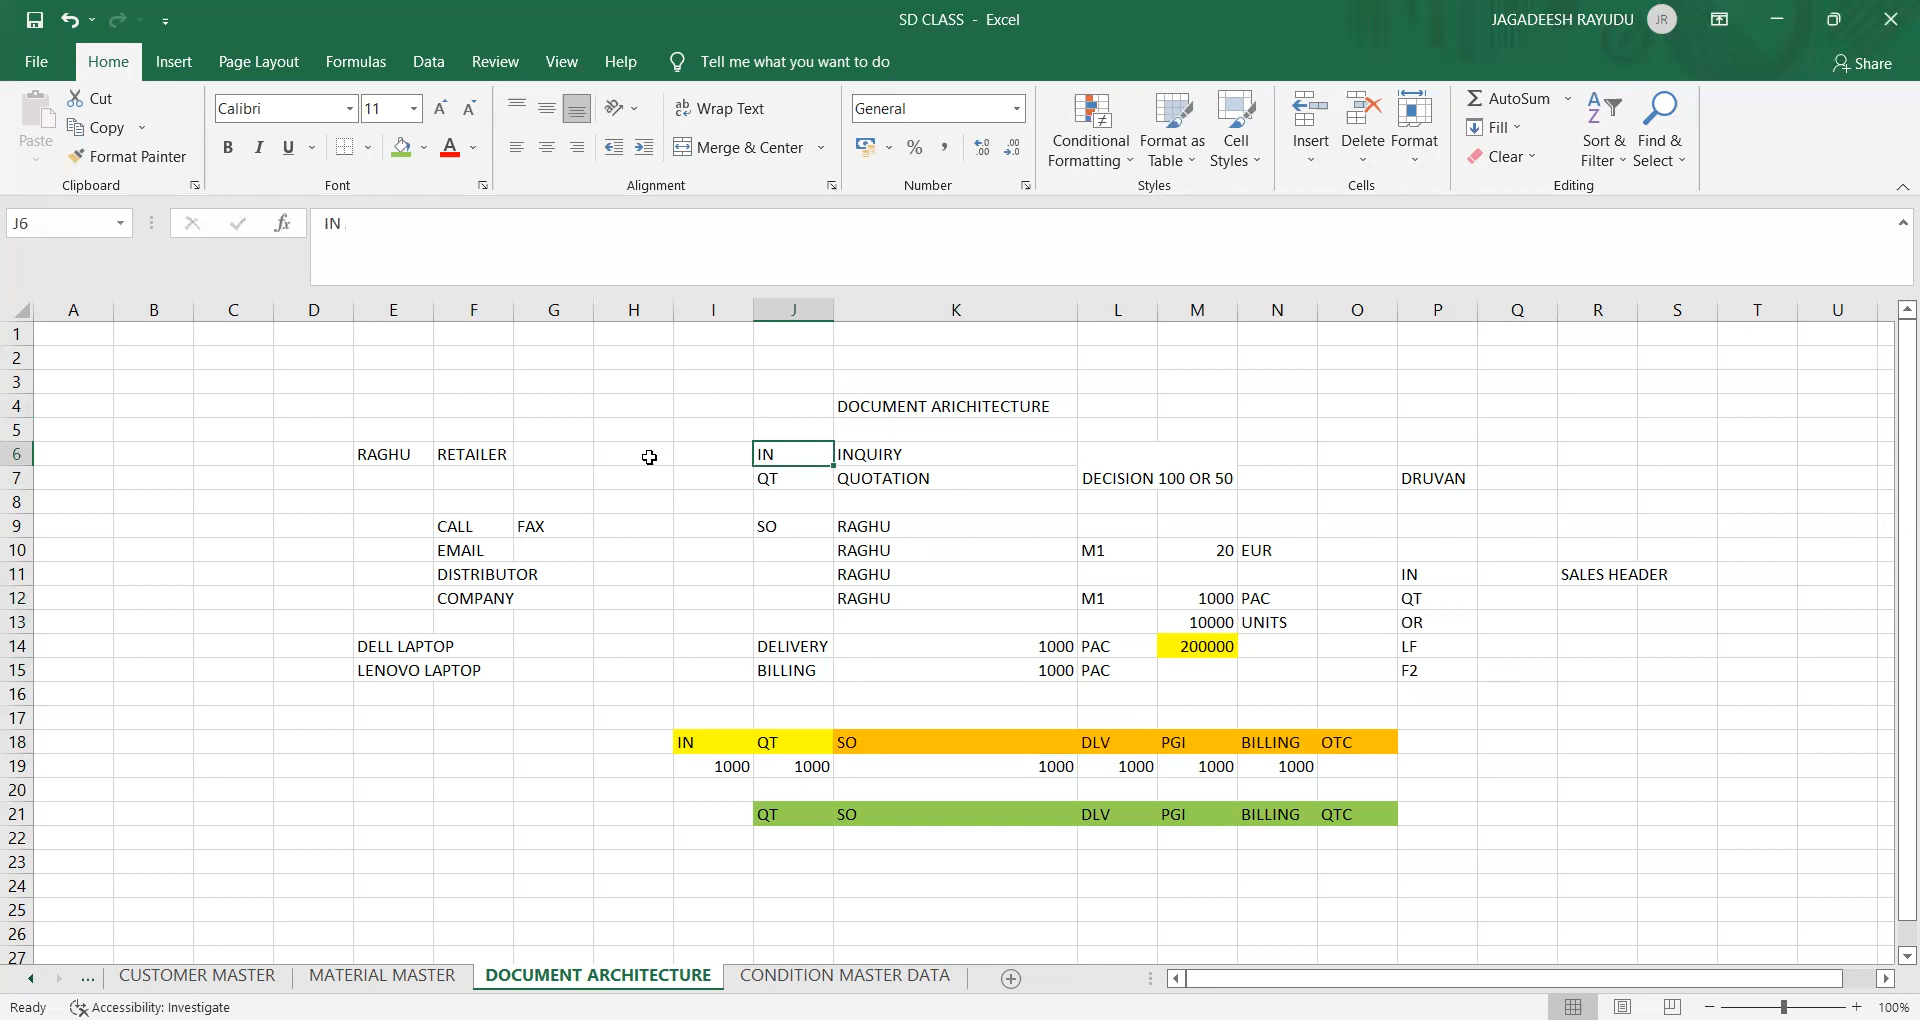 SD CLASS - Excel
JAGADEESH RAYUDU JR
File Home Insert Page Layout Formulas Data Review View Help Tell me what you want to do Share
Paste Cut Copy Format Painter Clipboard
Calibri 11 Font
Wrap Text Merge & Center Alignment
General Number
Conditional Formatting Format as Table Cell Styles Styles
Insert Delete Format Cells
AutoSum Fill Clear Sort & Filter Find & Select Editing
J6 fx IN
A B C D E F G H I J K L M N O P Q R S T U
1
2
3
4 DOCUMENT ARICHITECTURE
5
6 RAGHU RETAILER IN INQUIRY
7 QT QUOTATION DECISION 100 OR 50 DRUVAN
8
9 CALL FAX SO RAGHU
10 EMAIL RAGHU M1 20 EUR
11 DISTRIBUTOR RAGHU IN SALES HEADER
12 COMPANY RAGHU M1 1000 PAC QT
13 10000 UNITS OR
14 DELL LAPTOP DELIVERY 1000 PAC 200000 LF
15 LENOVO LAPTOP BILLING 1000 PAC F2
16
17
18 IN QT SO DLV PGI BILLING OTC
19 1000 1000 1000 1000 1000 1000
20
21 QT SO DLV PGI BILLING QTC
22
23
24
25
26
27
... CUSTOMER MASTER MATERIAL MASTER DOCUMENT ARCHITECTURE CONDITION MASTER DATA
Ready Accessibility: Investigate 100%